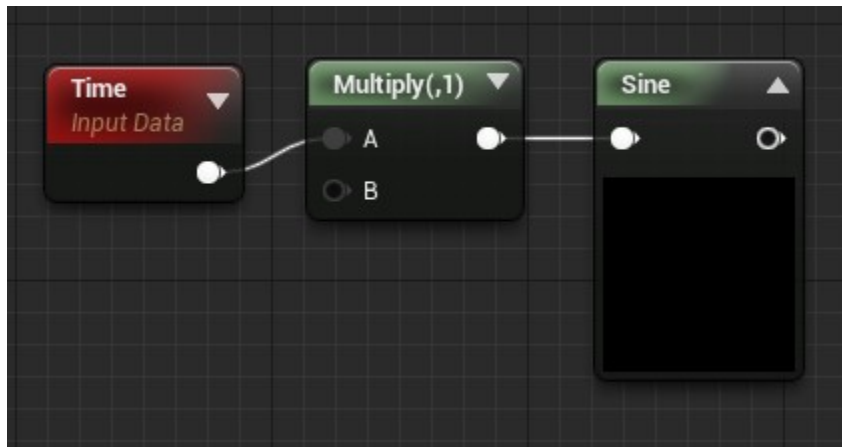 Time
Input Data
Multiply(,1)
A
B
Sine